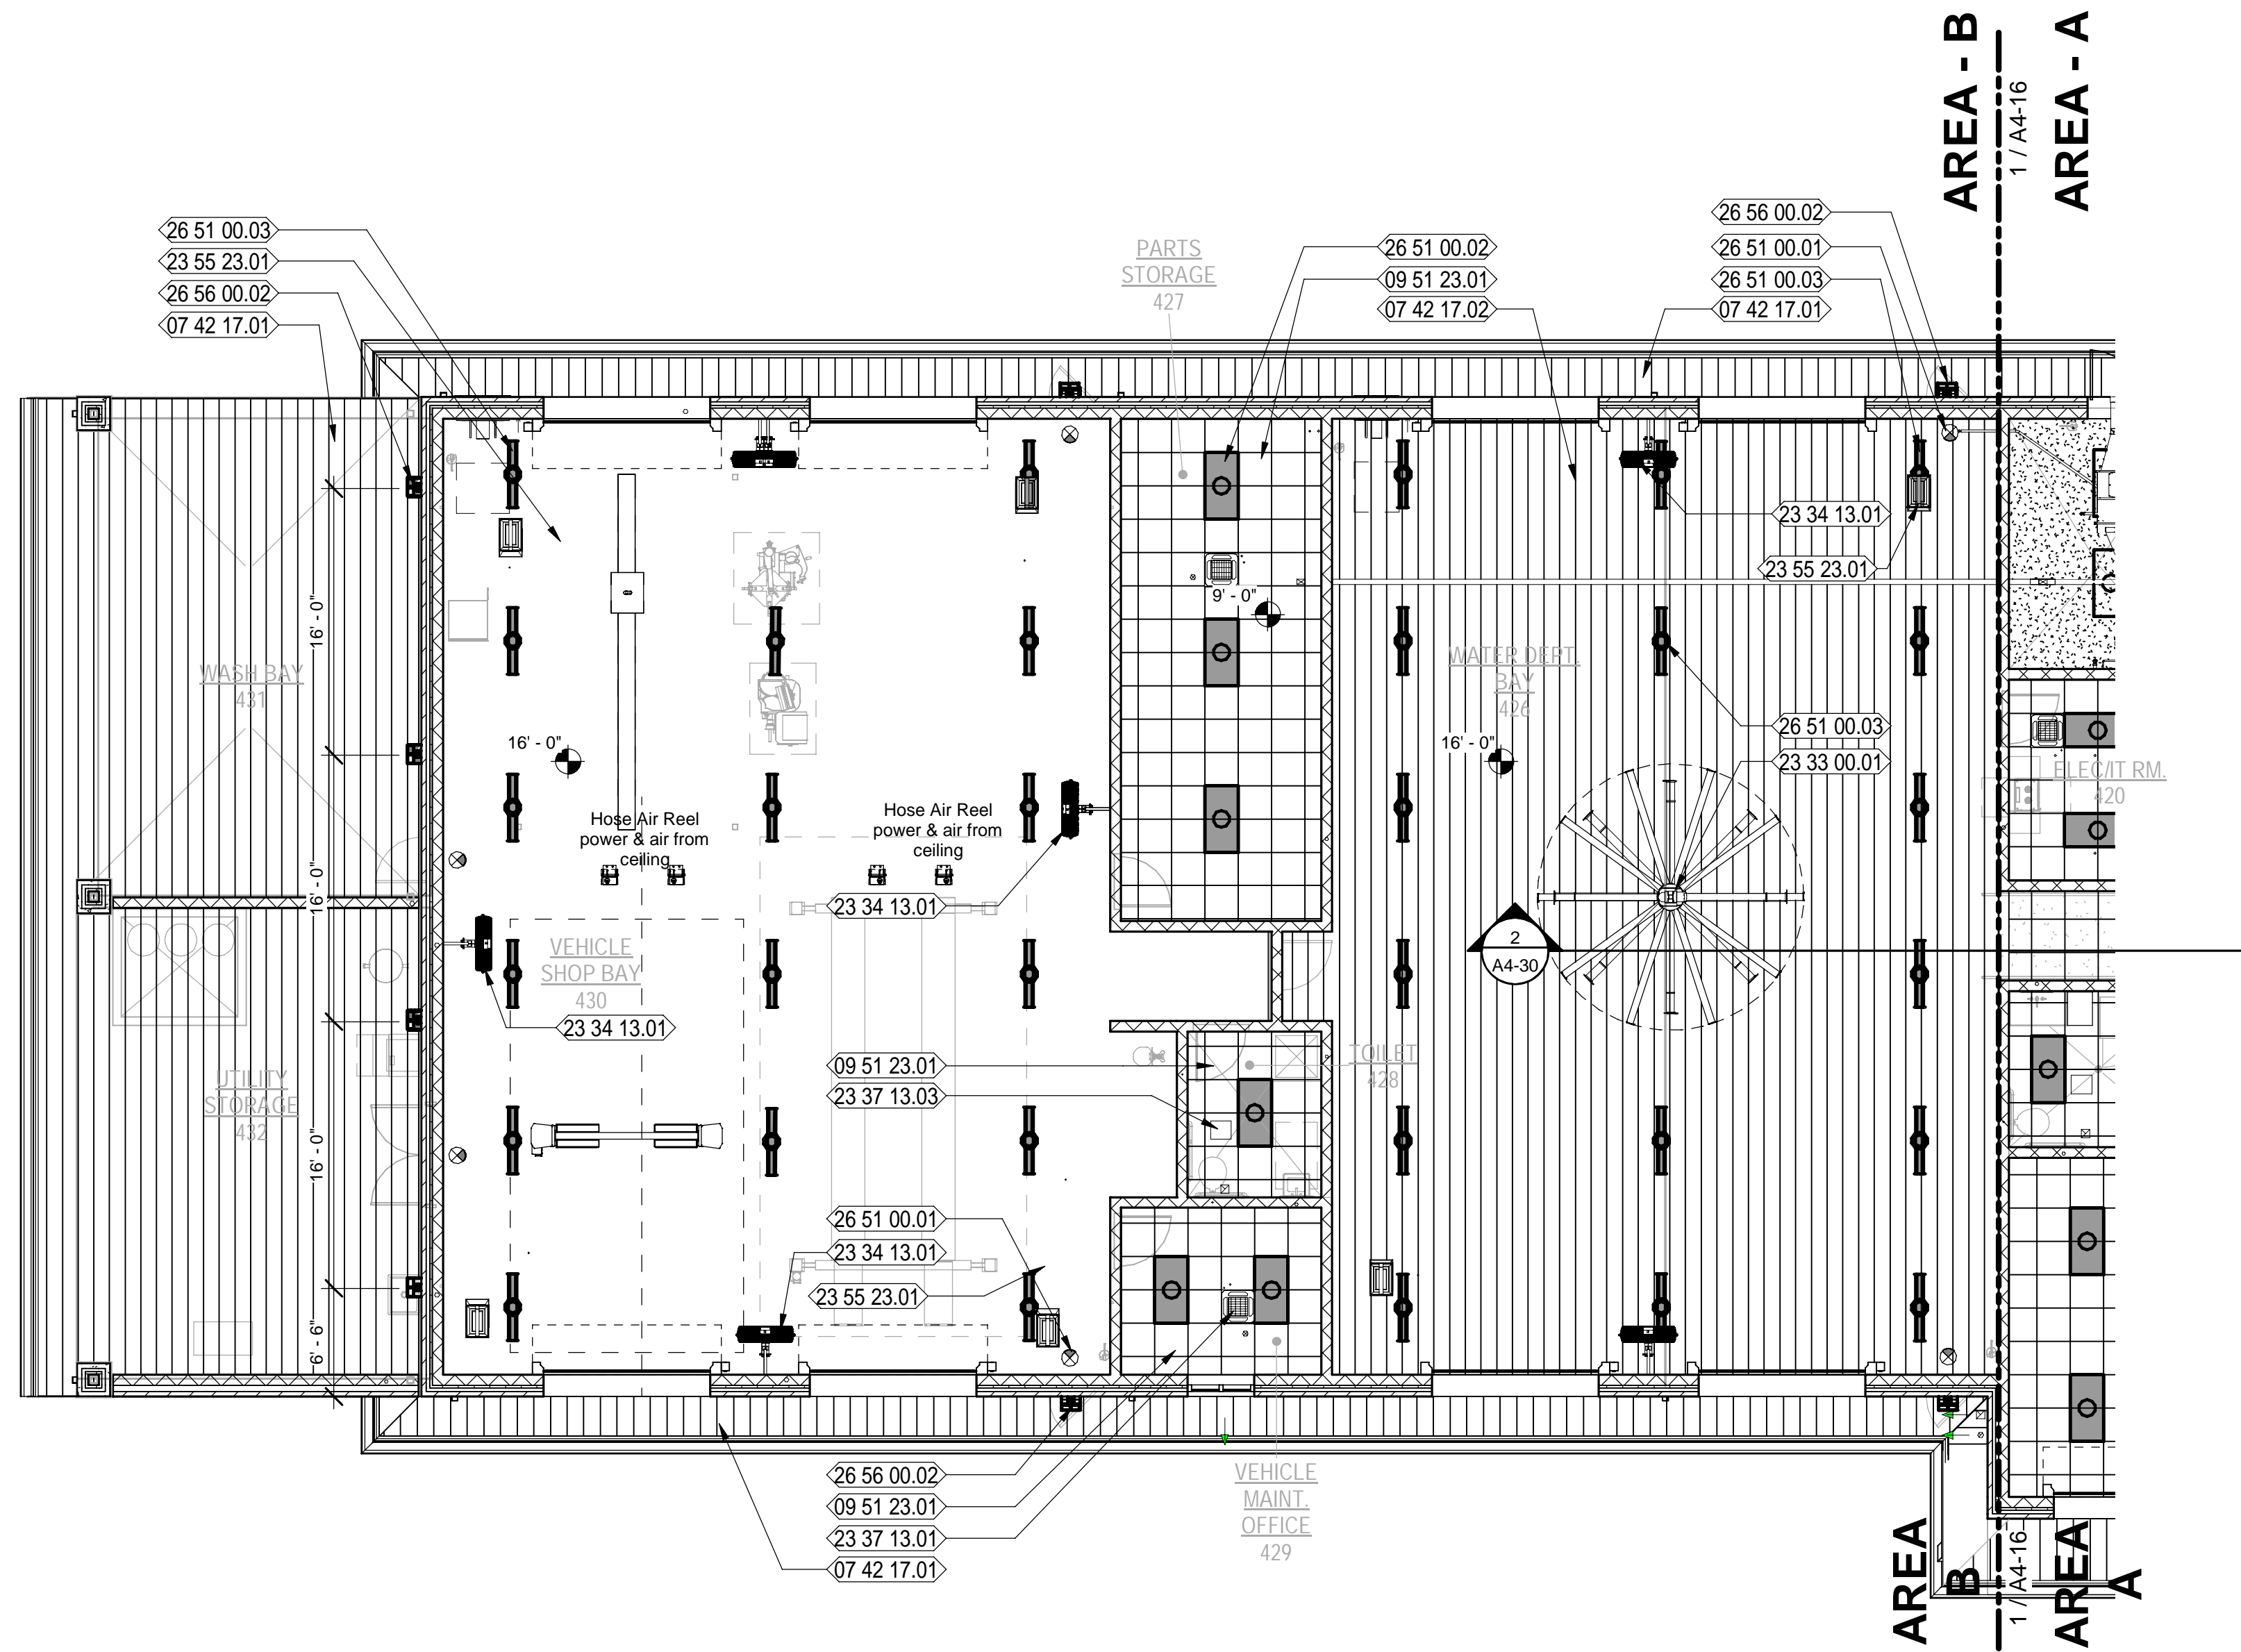 AREA - B
1 / A4-16
AREA - A
26 51 00.03
23 55 23.01
26 56 00.02
07 42 17.01
PARTS
STORAGE
427
26 51 00.02
09 51 23.01
07 42 17.02
26 56 00.02
26 51 00.01
26 51 00.03
07 42 17.01
23 34 13.01
23 55 23.01
9' - 0"
16' - 0"
WASH BAY
431
WATER DEPT.
BAY
426
16' - 0"
16' - 0"
26 51 00.03
23 33 00.01
ELEC/IT RM.
420
Hose Air Reel
power & air from
ceiling
Hose Air Reel
power & air from
ceiling
16' - 0"
23 34 13.01
VEHICLE
SHOP BAY
430
2
A4-30
23 34 13.01
UTILITY
STORAGE
432
16' - 0"
09 51 23.01
23 37 13.03
TOILET
428
26 51 00.01
23 34 13.01
23 55 23.01
6' - 6"
26 56 00.02
09 51 23.01
23 37 13.01
07 42 17.01
VEHICLE
MAINT.
OFFICE
429
AREA
B
1 / A4-16
AREA
A